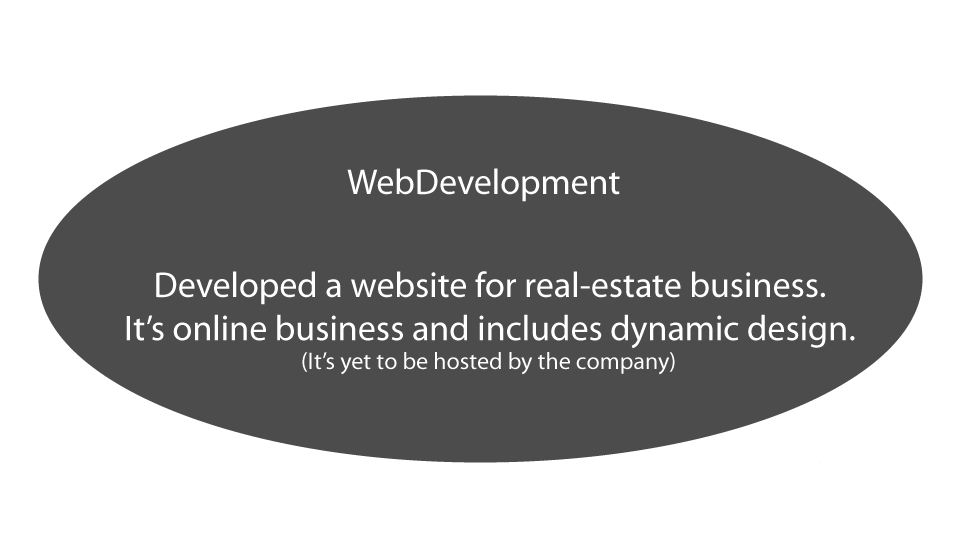 WebDevelopment
Developed a website for real-estate business.
It’s online business and includes dynamic design.
(It’s yet to be hosted by the company)